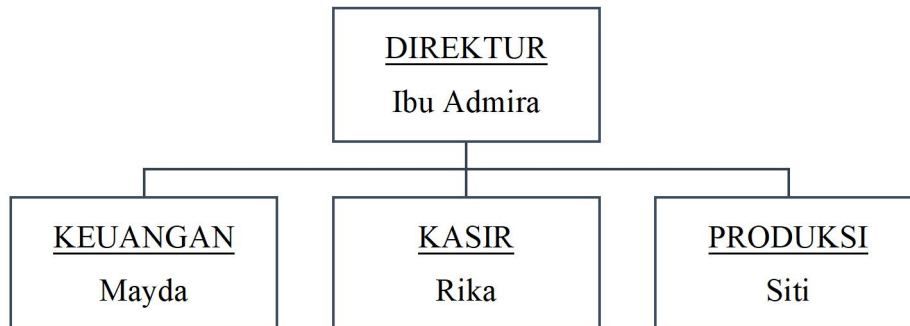 DIREKTUR
Ibu Admira
KEUANGAN
Mayda
KASIR
Rika
PRODUKSI
Siti